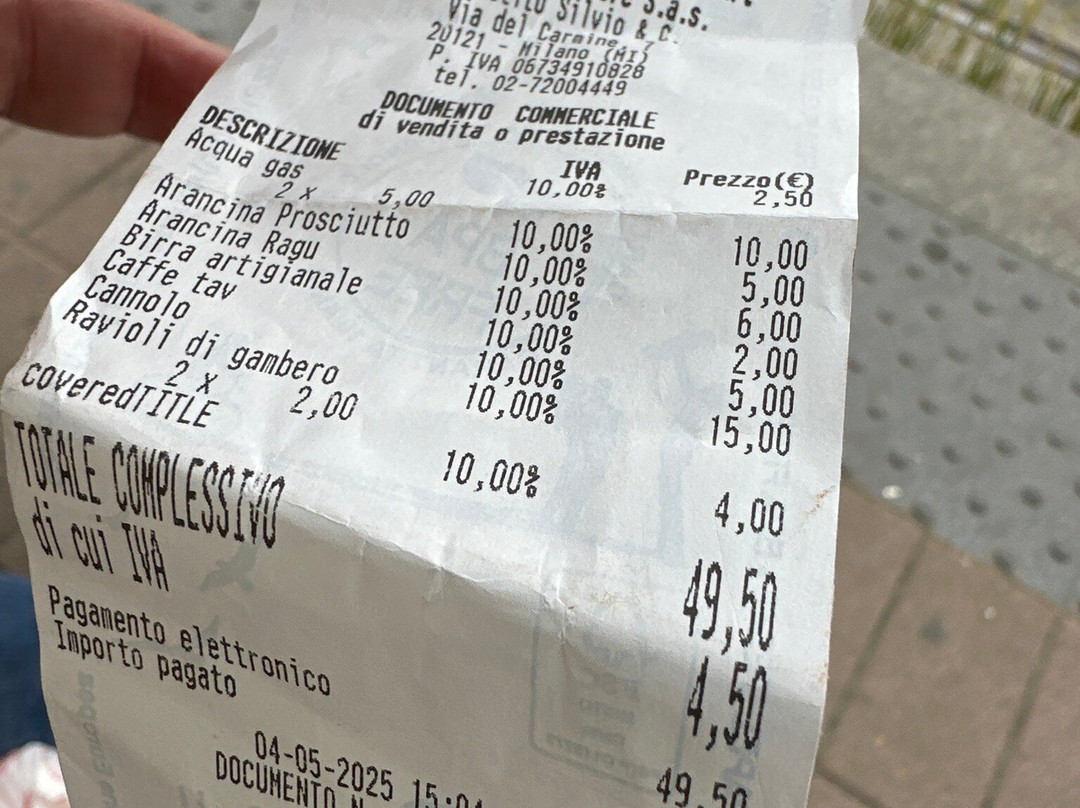 S.a.s.
Silvio & C.
Via del Carmine, 7
20121 - Milano (MI)
P. IVA 06734910828
tel. 02-72004449
DOCUMENTO COMMERCIALE
di vendita o prestazione
DESCRIZIONE IVA Prezzo(€)
Acqua gas 10,00% 2,50
2 x 5,00
Arancina Prosciutto 10,00% 10,00
Arancina Ragu 10,00% 5,00
Birra artigianale 10,00% 6,00
Caffe tav 10,00% 2,00
Cannolo 10,00% 5,00
Ravioli di gambero 10,00% 15,00
2 x 2,00
coveredTITLE 10,00% 4,00
TOTALE COMPLESSIVO 49,50
di cui IVA 4,50
Pagamento elettronico 49,50
Importo pagato
04-05-2025 15:04
DOCUMENTO N